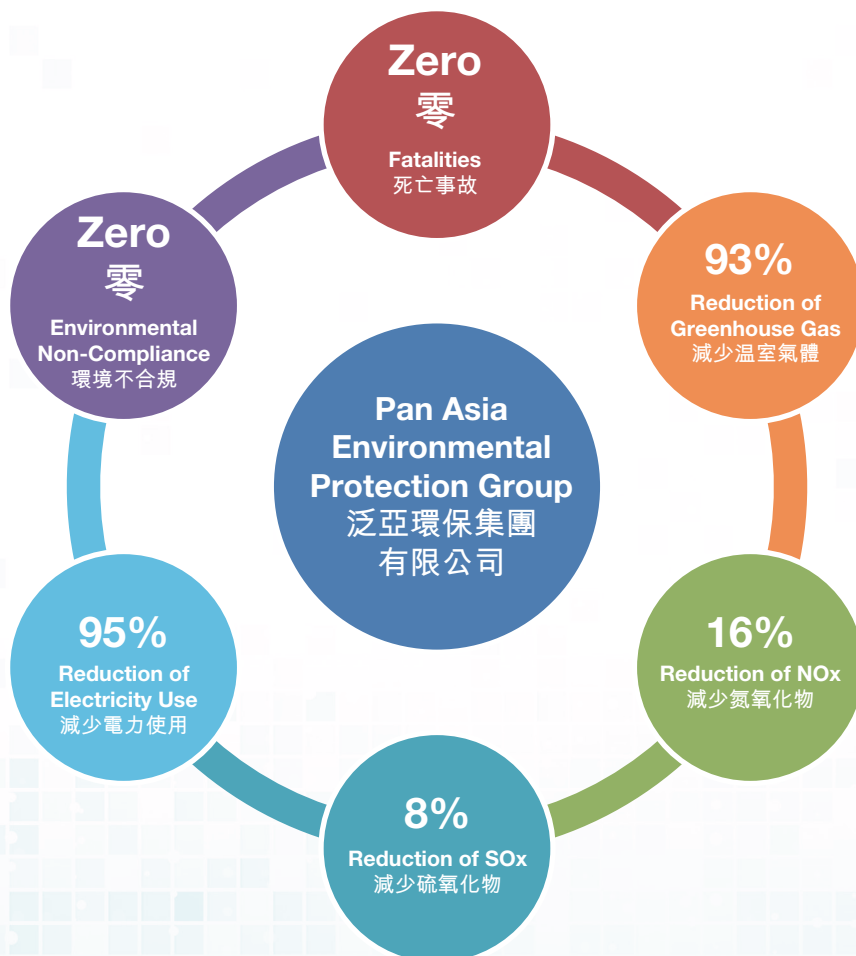 Zero
零
Fatalities
死亡事故
93%
Reduction of
Greenhouse Gas
減少温室氣體
16%
Reduction of NOx
減少氮氧化物
8%
Reduction of SOx
減少硫氧化物
95%
Reduction of
Electricity Use
減少電力使用
Zero
零
Environmental
Non-Compliance
環境不合規
Pan Asia
Environmental
Protection Group
泛亞環保集團
有限公司